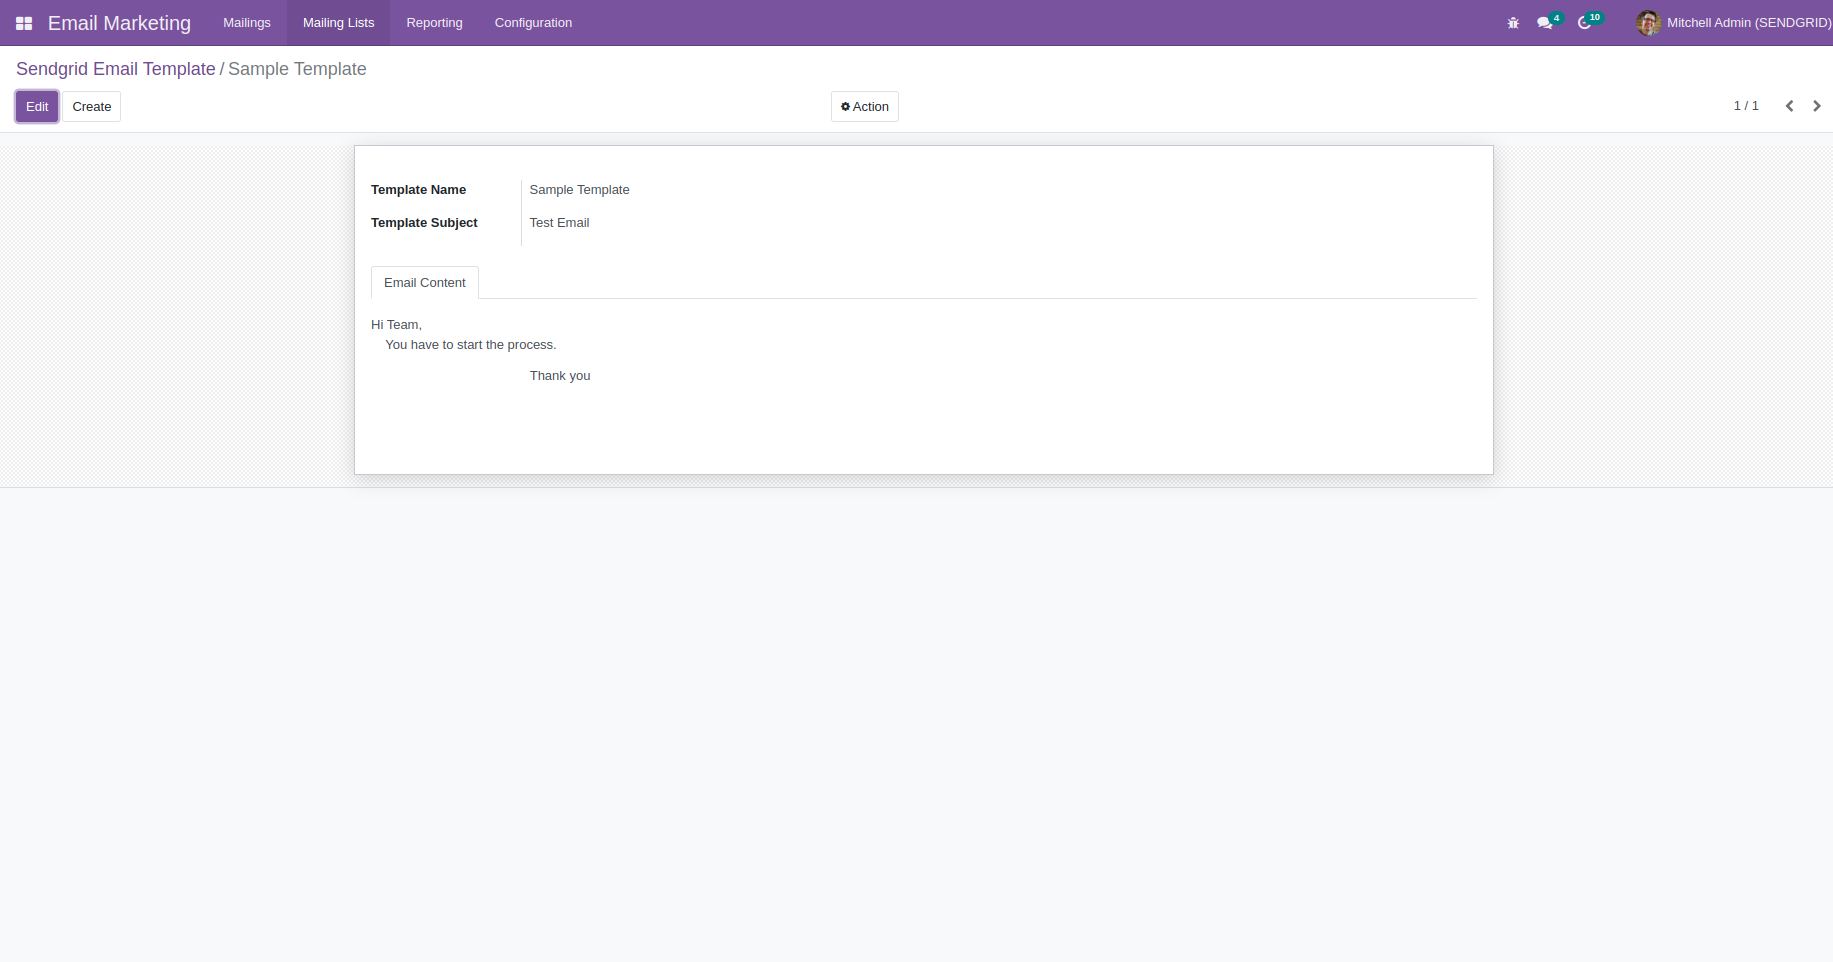 Email Marketing Mailings Mailing Lists Reporting Configuration 4 10 Mitchell Admin (SENDGRID)
Sendgrid Email Template / Sample Template
Edit Create Action 1 / 1
Template Name Sample Template
Template Subject Test Email
Email Content
Hi Team,
You have to start the process.
Thank you